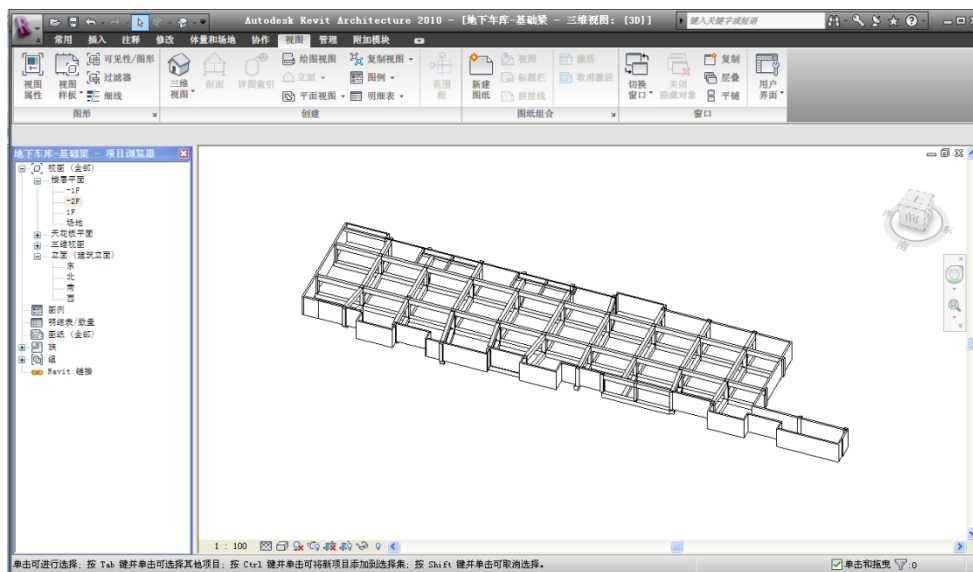 Autodesk Revit Architecture 2010 - [地下车库-基础梁 - 三维视图: {3D}]
键入关键字或短语
常用 插入 注释 修改 体量和场地 协作 视图 管理 附加模块
视图属性
视图样板
可见性/图形
过滤器
细线
图形
三维视图
剖面
详图索引
绘图视图
立面
平面视图
复制视图
图例
明细表
范围框
创建
新建图纸
视图
标题栏
拼接线
激活
取消激活
图纸组合
切换窗口
关闭隐藏对象
复制
层叠
平铺
窗口
用户界面
地下车库-基础梁 - 项目浏览器
视图 (全部)
楼层平面
-1F
-2F
1F
场地
天花板平面
三维视图
立面 (建筑立面)
东
北
南
西
图例
明细表/数量
图纸 (全部)
族
组
Revit 链接
南
东
1 : 100
单击可进行选择; 按 Tab 键并单击可选择其他项目; 按 Ctrl 键并单击可将新项目添加到选择集; 按 Shift 键并单击可取消选择。
单击和拖曳
:0